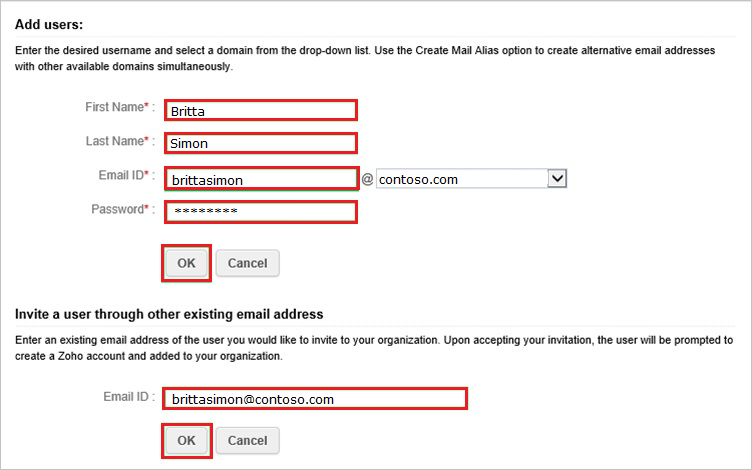 Add users:
Enter the desired username and select a domain from the drop-down list. Use the Create Mail Alias option to create alternative email addresses
with other available domains simultaneously.
First Name* : Britta
Last Name* : Simon
Email ID* : brittasimon @ contoso.com
Password* : ********
OK Cancel
Invite a user through other existing email address
Enter an existing email address of the user you would like to invite to your organization. Upon accepting your invitation, the user will be prompted to
create a Zoho account and added to your organization.
Email ID : brittasimon@contoso.com
OK Cancel